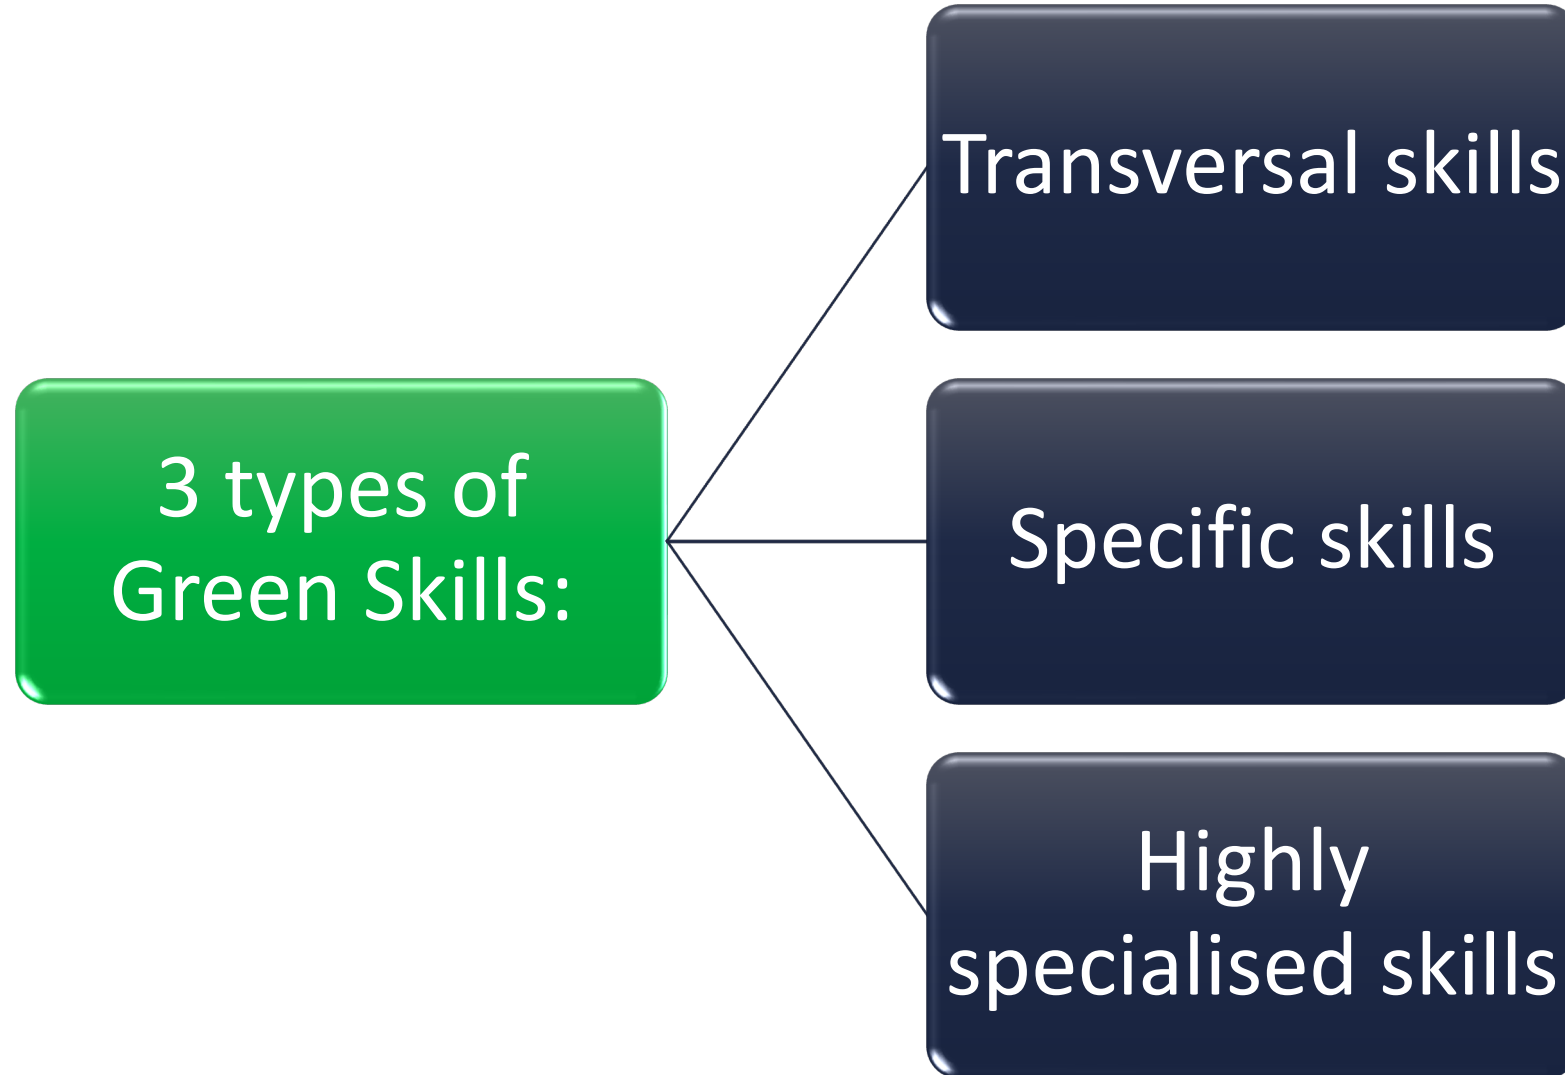 3 types of
Green Skills:
Transversal skills
Specific skills
Highly
specialised skills